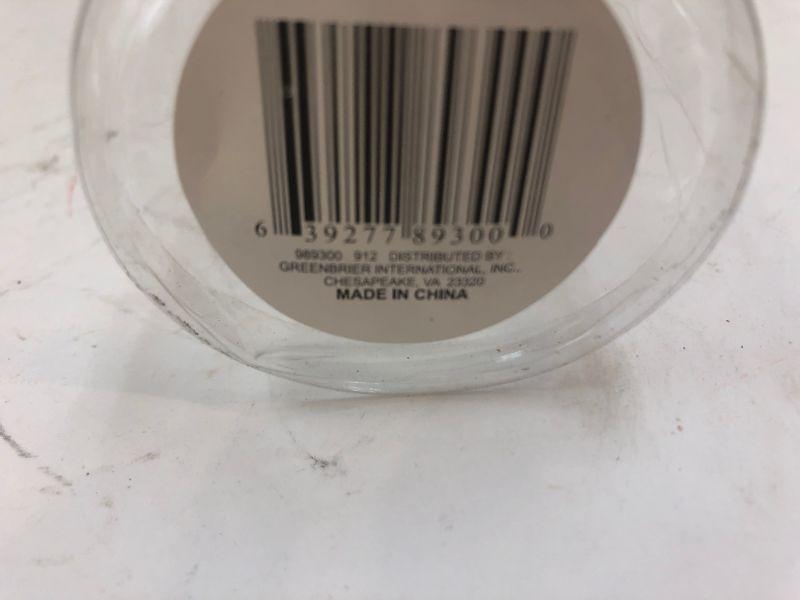 6 39277 89300 0
989300 912 DISTRIBUTED BY:
GREENBRIER INTERNATIONAL, INC.,
CHESAPEAKE, VA 23320
MADE IN CHINA